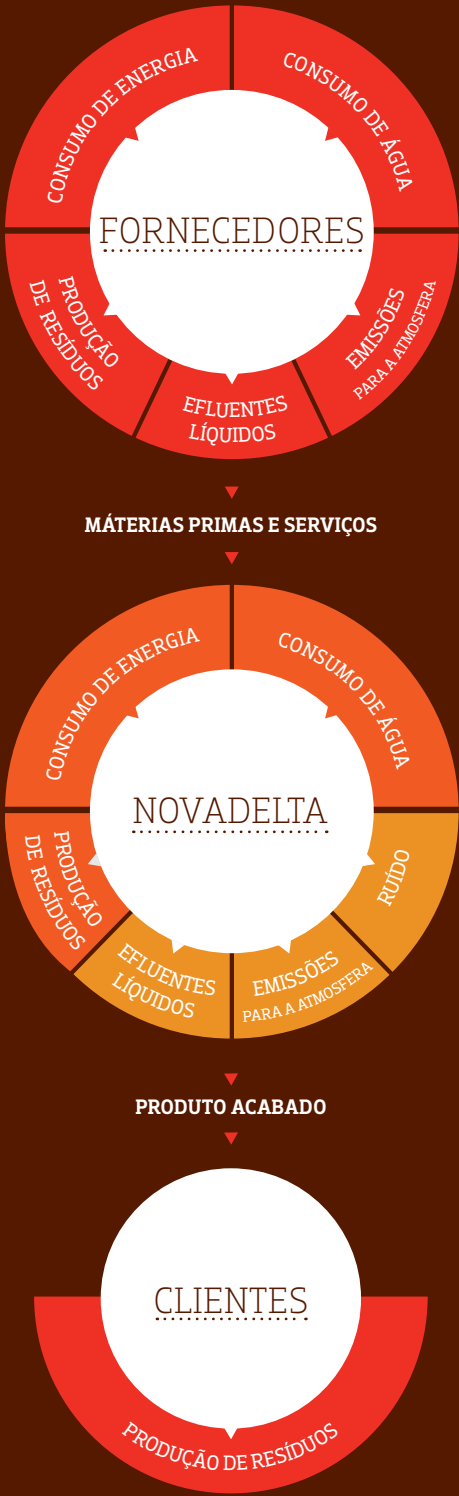 CONSUMO DE ENERGIA
CONSUMO DE ÁGUA
FORNECEDORES
PRODUÇÃO
DE RESÍDUOS
EMISSÕES
PARA A ATMOSFERA
EFLUENTES
LÍQUIDOS
MÁTERIAS PRIMAS E SERVIÇOS
CONSUMO DE ENERGIA
CONSUMO DE ÁGUA
NOVADELTA
PRODUÇÃO
DE RESÍDUOS
RUÍDO
EFLUENTES
LÍQUIDOS
EMISSÕES
PARA A ATMOSFERA
PRODUTO ACABADO
CLIENTES
PRODUÇÃO DE RESÍDUOS